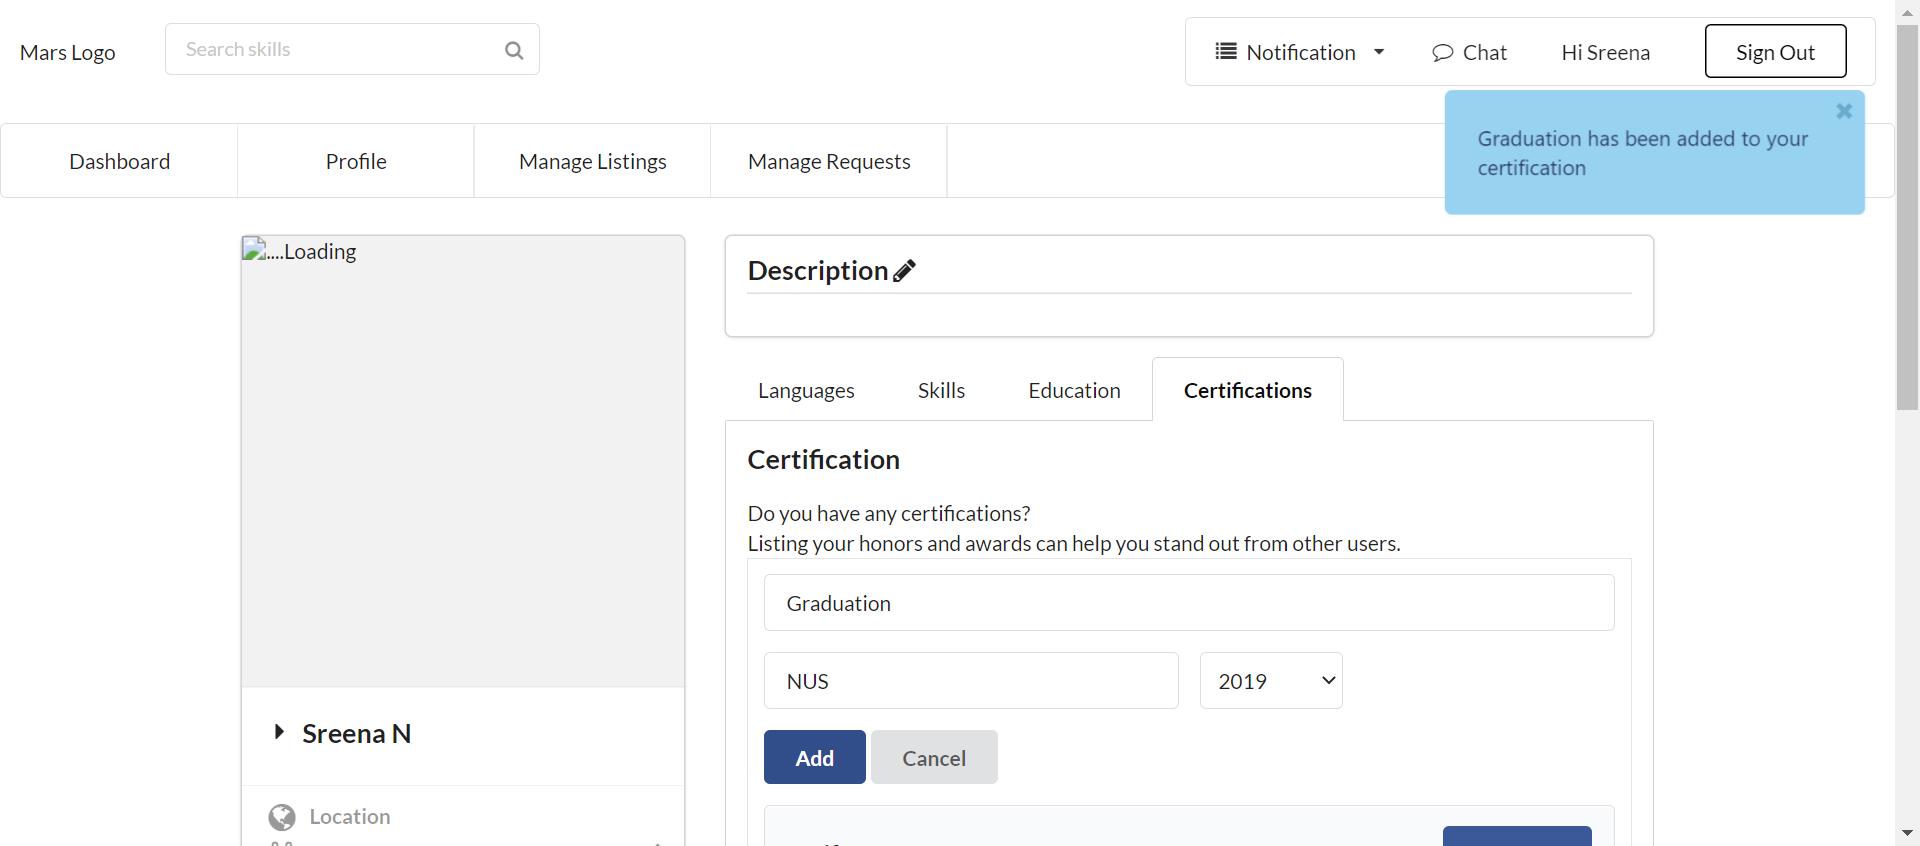 Mars Logo
Search skills
Notification
Chat
Hi Sreena
Sign Out
Graduation has been added to your
certification
Dashboard
Profile
Manage Listings
Manage Requests
....Loading
Description
Languages
Skills
Education
Certifications
Certification
Do you have any certifications?
Listing your honors and awards can help you stand out from other users.
Graduation
NUS
2019
Add
Cancel
Sreena N
Location